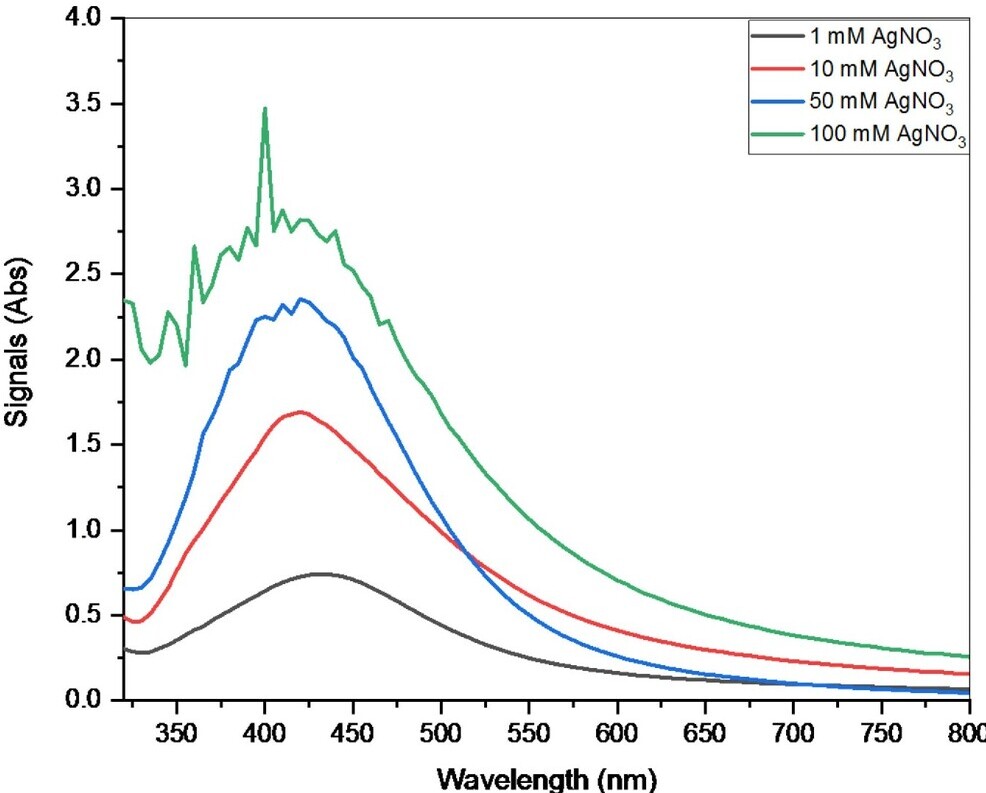 4.0
3.5
3.0
2.5
2.0
1.5
1.0
0.5
0.0
Signals (Abs)
1 mM AgNO₃
10 mM AgNO₃
50 mM AgNO₃
100 mM AgNO₃
350 400 450 500 550 600 650 700 750 800
Wavelength (nm)